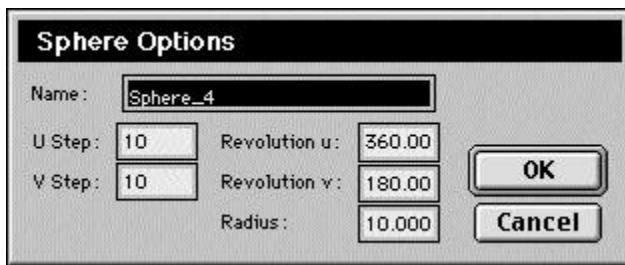 Sphere Options
Name: Sphere_4
U Step: 10 Revolution u: 360.00
V Step: 10 Revolution v: 180.00
OK
Radius: 10.000
Cancel